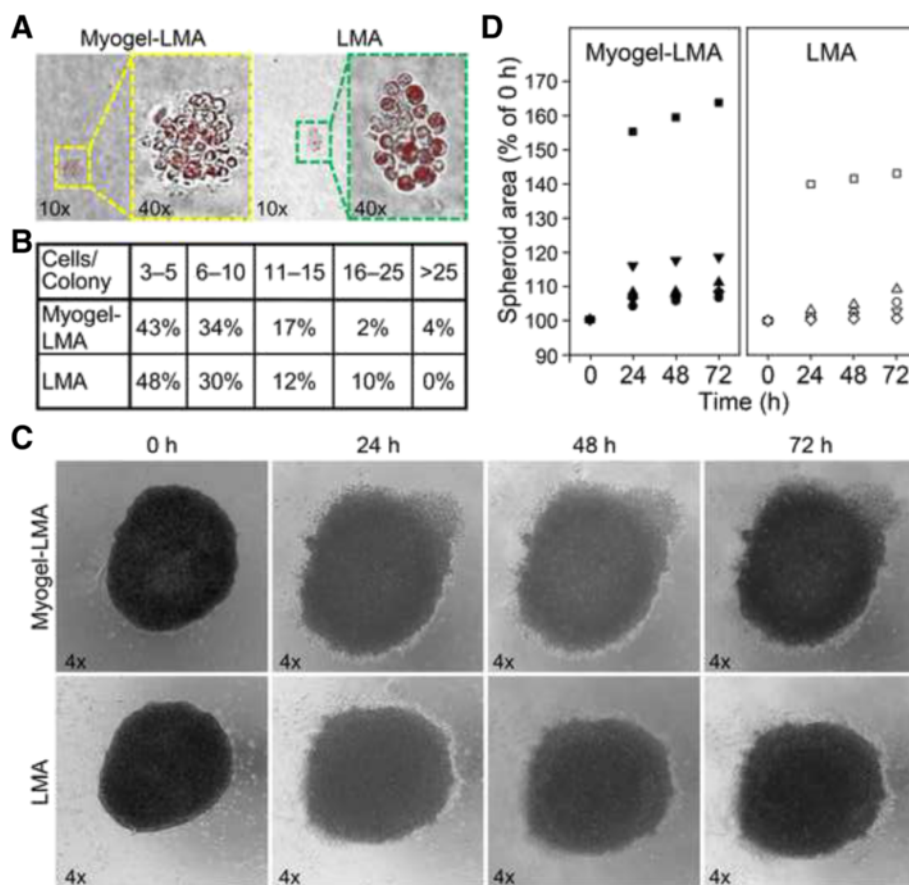 A
Myogel-LMA
LMA
10x
40x
10x
40x
B
Cells/ Colony 3–5 6–10 11–15 16–25 >25
Myogel-LMA 43% 34% 17% 2% 4%
LMA 48% 30% 12% 10% 0%
D
Myogel-LMA
LMA
Spheroid area (% of 0 h)
170
160
150
140
130
120
110
100
90
0 24 48 72 0 24 48 72
Time (h)
C
0 h 24 h 48 h 72 h
Myogel-LMA
4x 4x 4x 4x
LMA
4x 4x 4x 4x